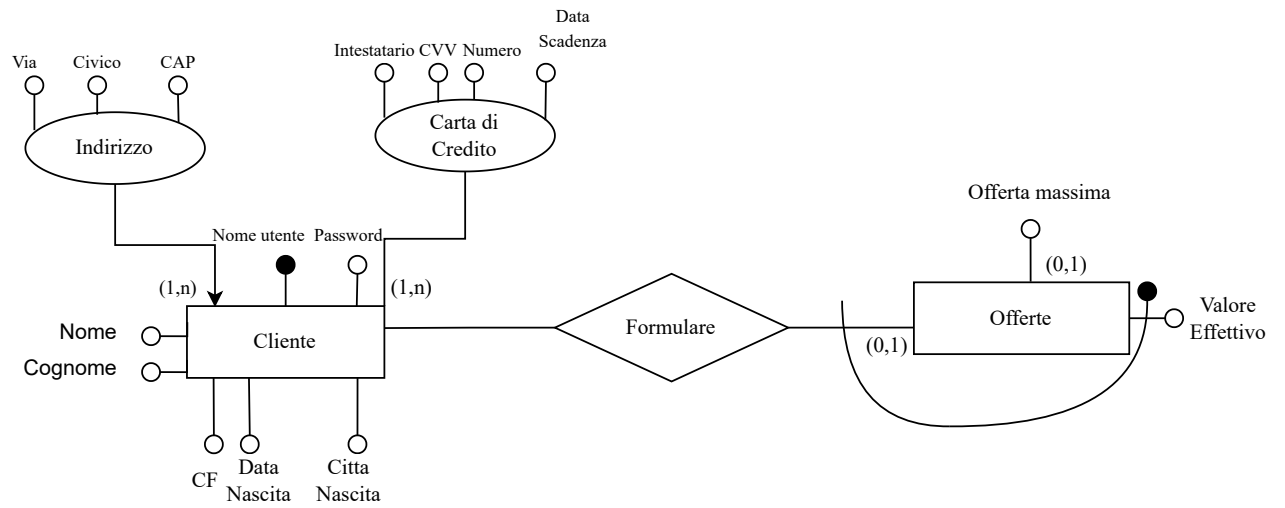 Data
Scadenza
Intestatario CVV Numero
Via Civico CAP
Indirizzo
Carta di
Credito
Offerta massima
Nome utente Password
(0,1)
(1,n)
(1,n)
Nome
Cliente
Formulare
Offerte
Valore
Effettivo
(0,1)
Cognome
CF
Data
Nascita
Citta
Nascita